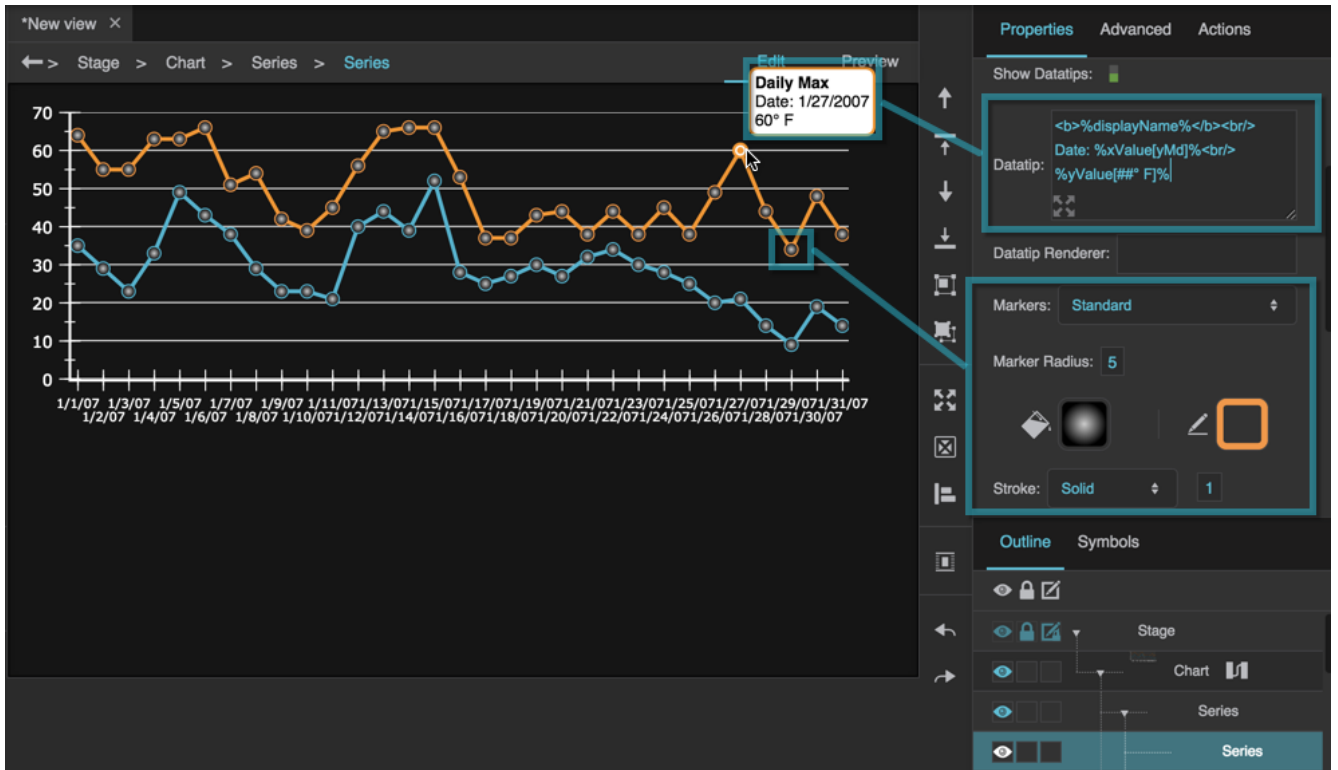 *New view ×
Stage > Chart > Series > Series
Edit Preview
Daily Max
Date: 1/27/2007
60° F
70
60
50
40
30
20
10
0
1/1/07 1/3/07 1/5/07 1/7/07 1/9/07 1/11/07 1/13/07 1/15/07 1/17/07 1/19/07 1/21/07 1/23/07 1/25/07 1/27/07 1/29/07 1/31/07
1/2/07 1/4/07 1/6/07 1/8/07 1/10/07 1/12/07 1/14/07 1/16/07 1/18/07 1/20/07 1/22/07 1/24/07 1/26/07 1/28/07 1/30/07
Properties Advanced Actions
Show Datatips:
Datatip:
<b>%displayName%</b><br/>
Date: %xValue[yMd]%<br/>
%yValue[##° F]%
Datatip Renderer:
Markers: Standard
Marker Radius: 5
Stroke: Solid 1
Outline Symbols
Stage
Chart
Series
Series